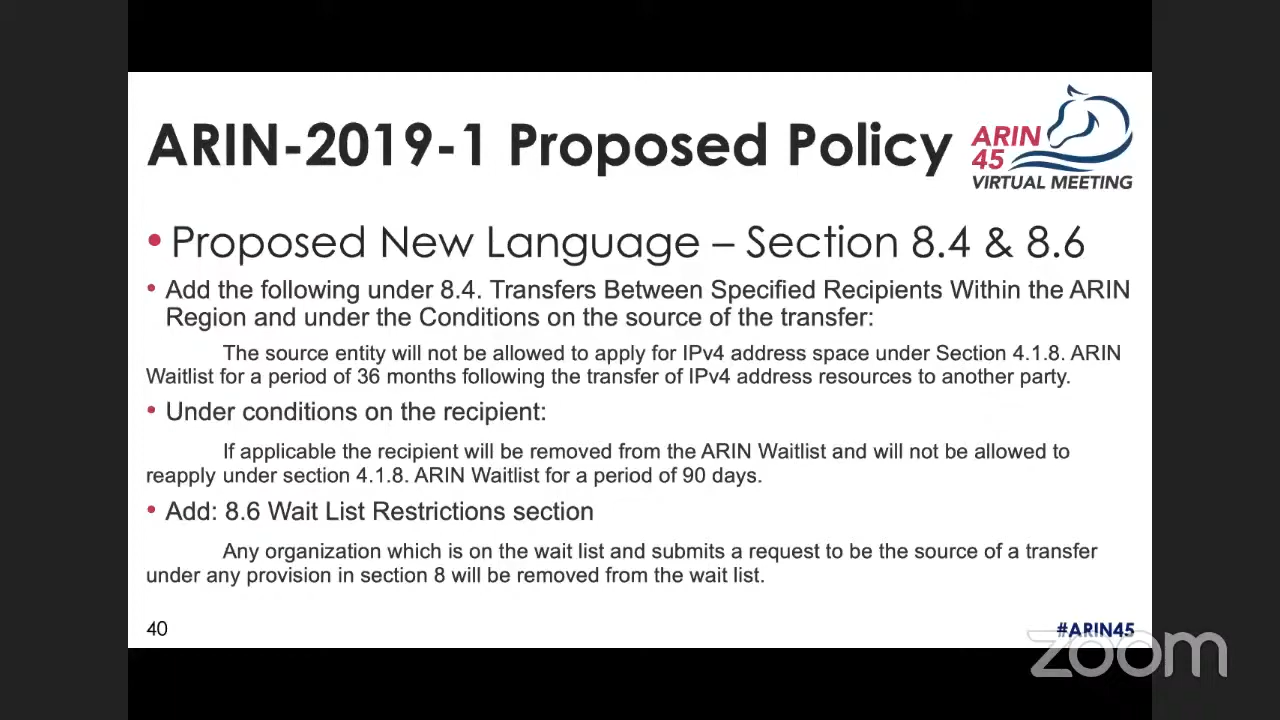 ARIN-2019-1 Proposed Policy
ARIN
45
VIRTUAL MEETING
• Proposed New Language – Section 8.4 & 8.6
• Add the following under 8.4. Transfers Between Specified Recipients Within the ARIN
Region and under the Conditions on the source of the transfer:
The source entity will not be allowed to apply for IPv4 address space under Section 4.1.8. ARIN
Waitlist for a period of 36 months following the transfer of IPv4 address resources to another party.
• Under conditions on the recipient:
If applicable the recipient will be removed from the ARIN Waitlist and will not be allowed to
reapply under section 4.1.8. ARIN Waitlist for a period of 90 days.
• Add: 8.6 Wait List Restrictions section
Any organization which is on the wait list and submits a request to be the source of a transfer
under any provision in section 8 will be removed from the wait list.
40
#ARIN45
zoom